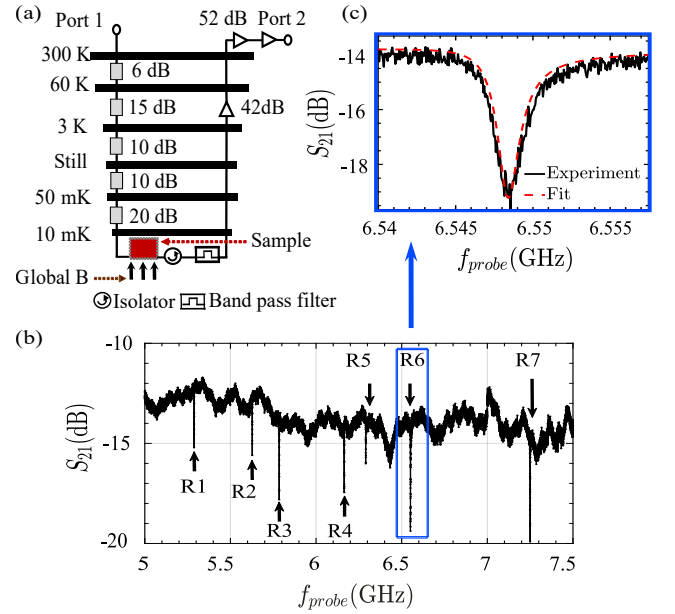 (a)
Port 1
52 dB Port 2
300 K
6 dB
60 K
15 dB
42dB
3 K
10 dB
Still
10 dB
50 mK
20 dB
10 mK
Sample
Global B
Isolator
Band pass filter
(c)
S21(dB)
-14
-16
-18
Experiment
Fit
6.54 6.545 6.55 6.555
fprobe(GHz)
(b)
S21(dB)
-10
-15
-20
R5 R6 R7
R1 R2 R3 R4
5 5.5 6 6.5 7 7.5
fprobe(GHz)